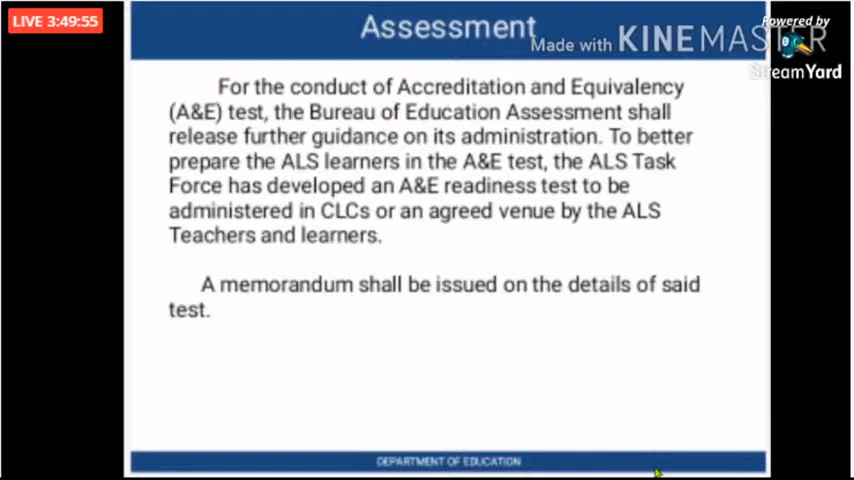 LIVE 3:49:55
Assessment
Made with KINEMASTER
Powered by
StreamYard
For the conduct of Accreditation and Equivalency
(A&E) test, the Bureau of Education Assessment shall
release further guidance on its administration. To better
prepare the ALS learners in the A&E test, the ALS Task
Force has developed an A&E readiness test to be
administered in CLCs or an agreed venue by the ALS
Teachers and learners.
A memorandum shall be issued on the details of said
test.
DEPARTMENT OF EDUCATION